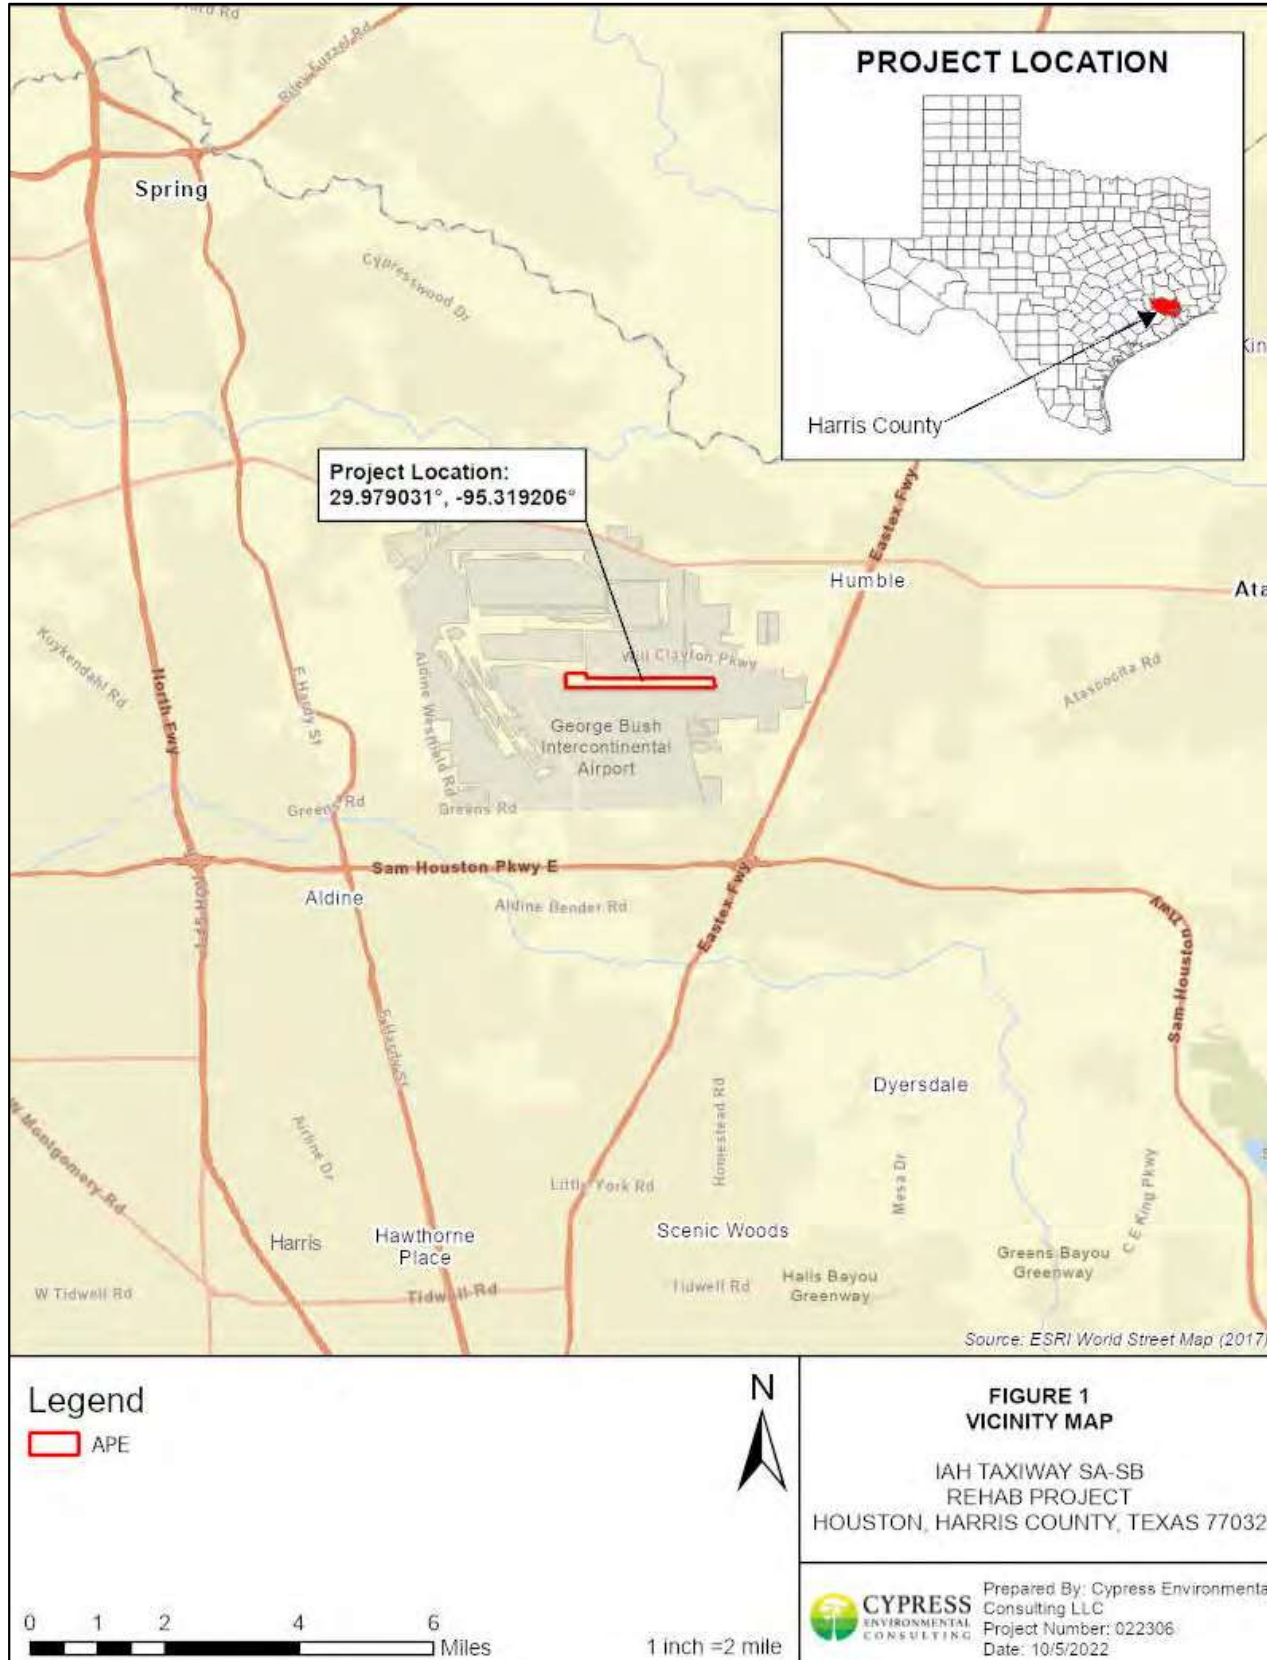 Riley Fuzzel Rd
PROJECT LOCATION
Spring
Cypresswood Dr
Harris County
Project Location:
29.979031°, -95.319206°
Eastex Fwy
Humble
Kuykendahl Rd
North Fwy
E Hardy St
Aldine Westfield Rd
Will Clayton Pkwy
Atascocita Rd
George Bush
Intercontinental
Airport
Greens Rd
Greens Rd
Sam Houston Pkwy E
Aldine
Aldine Bender Rd
Eastex Fwy
Sam Houston Tlwy
E Hardy St
Dyersdale
W Montgomery Rd
Airline Dr
Homestead Rd
Little York Rd
Mesa Dr
C E King Pkwy
Harris
Hawthorne
Place
Scenic Woods
Greens Bayou
Greenway
W Tidwell Rd
Tidwell Rd
Tidwell Rd
Halls Bayou
Greenway
Source: ESRI World Street Map (2017)
Legend
APE
N
0 1 2 4 6
Miles
1 inch =2 mile
FIGURE 1
VICINITY MAP
IAH TAXIWAY SA-SB
REHAB PROJECT
HOUSTON, HARRIS COUNTY, TEXAS 77032
CYPRESS
ENVIRONMENTAL
CONSULTING
Prepared By: Cypress Environmenta
Consulting LLC
Project Number: 022306
Date: 10/5/2022